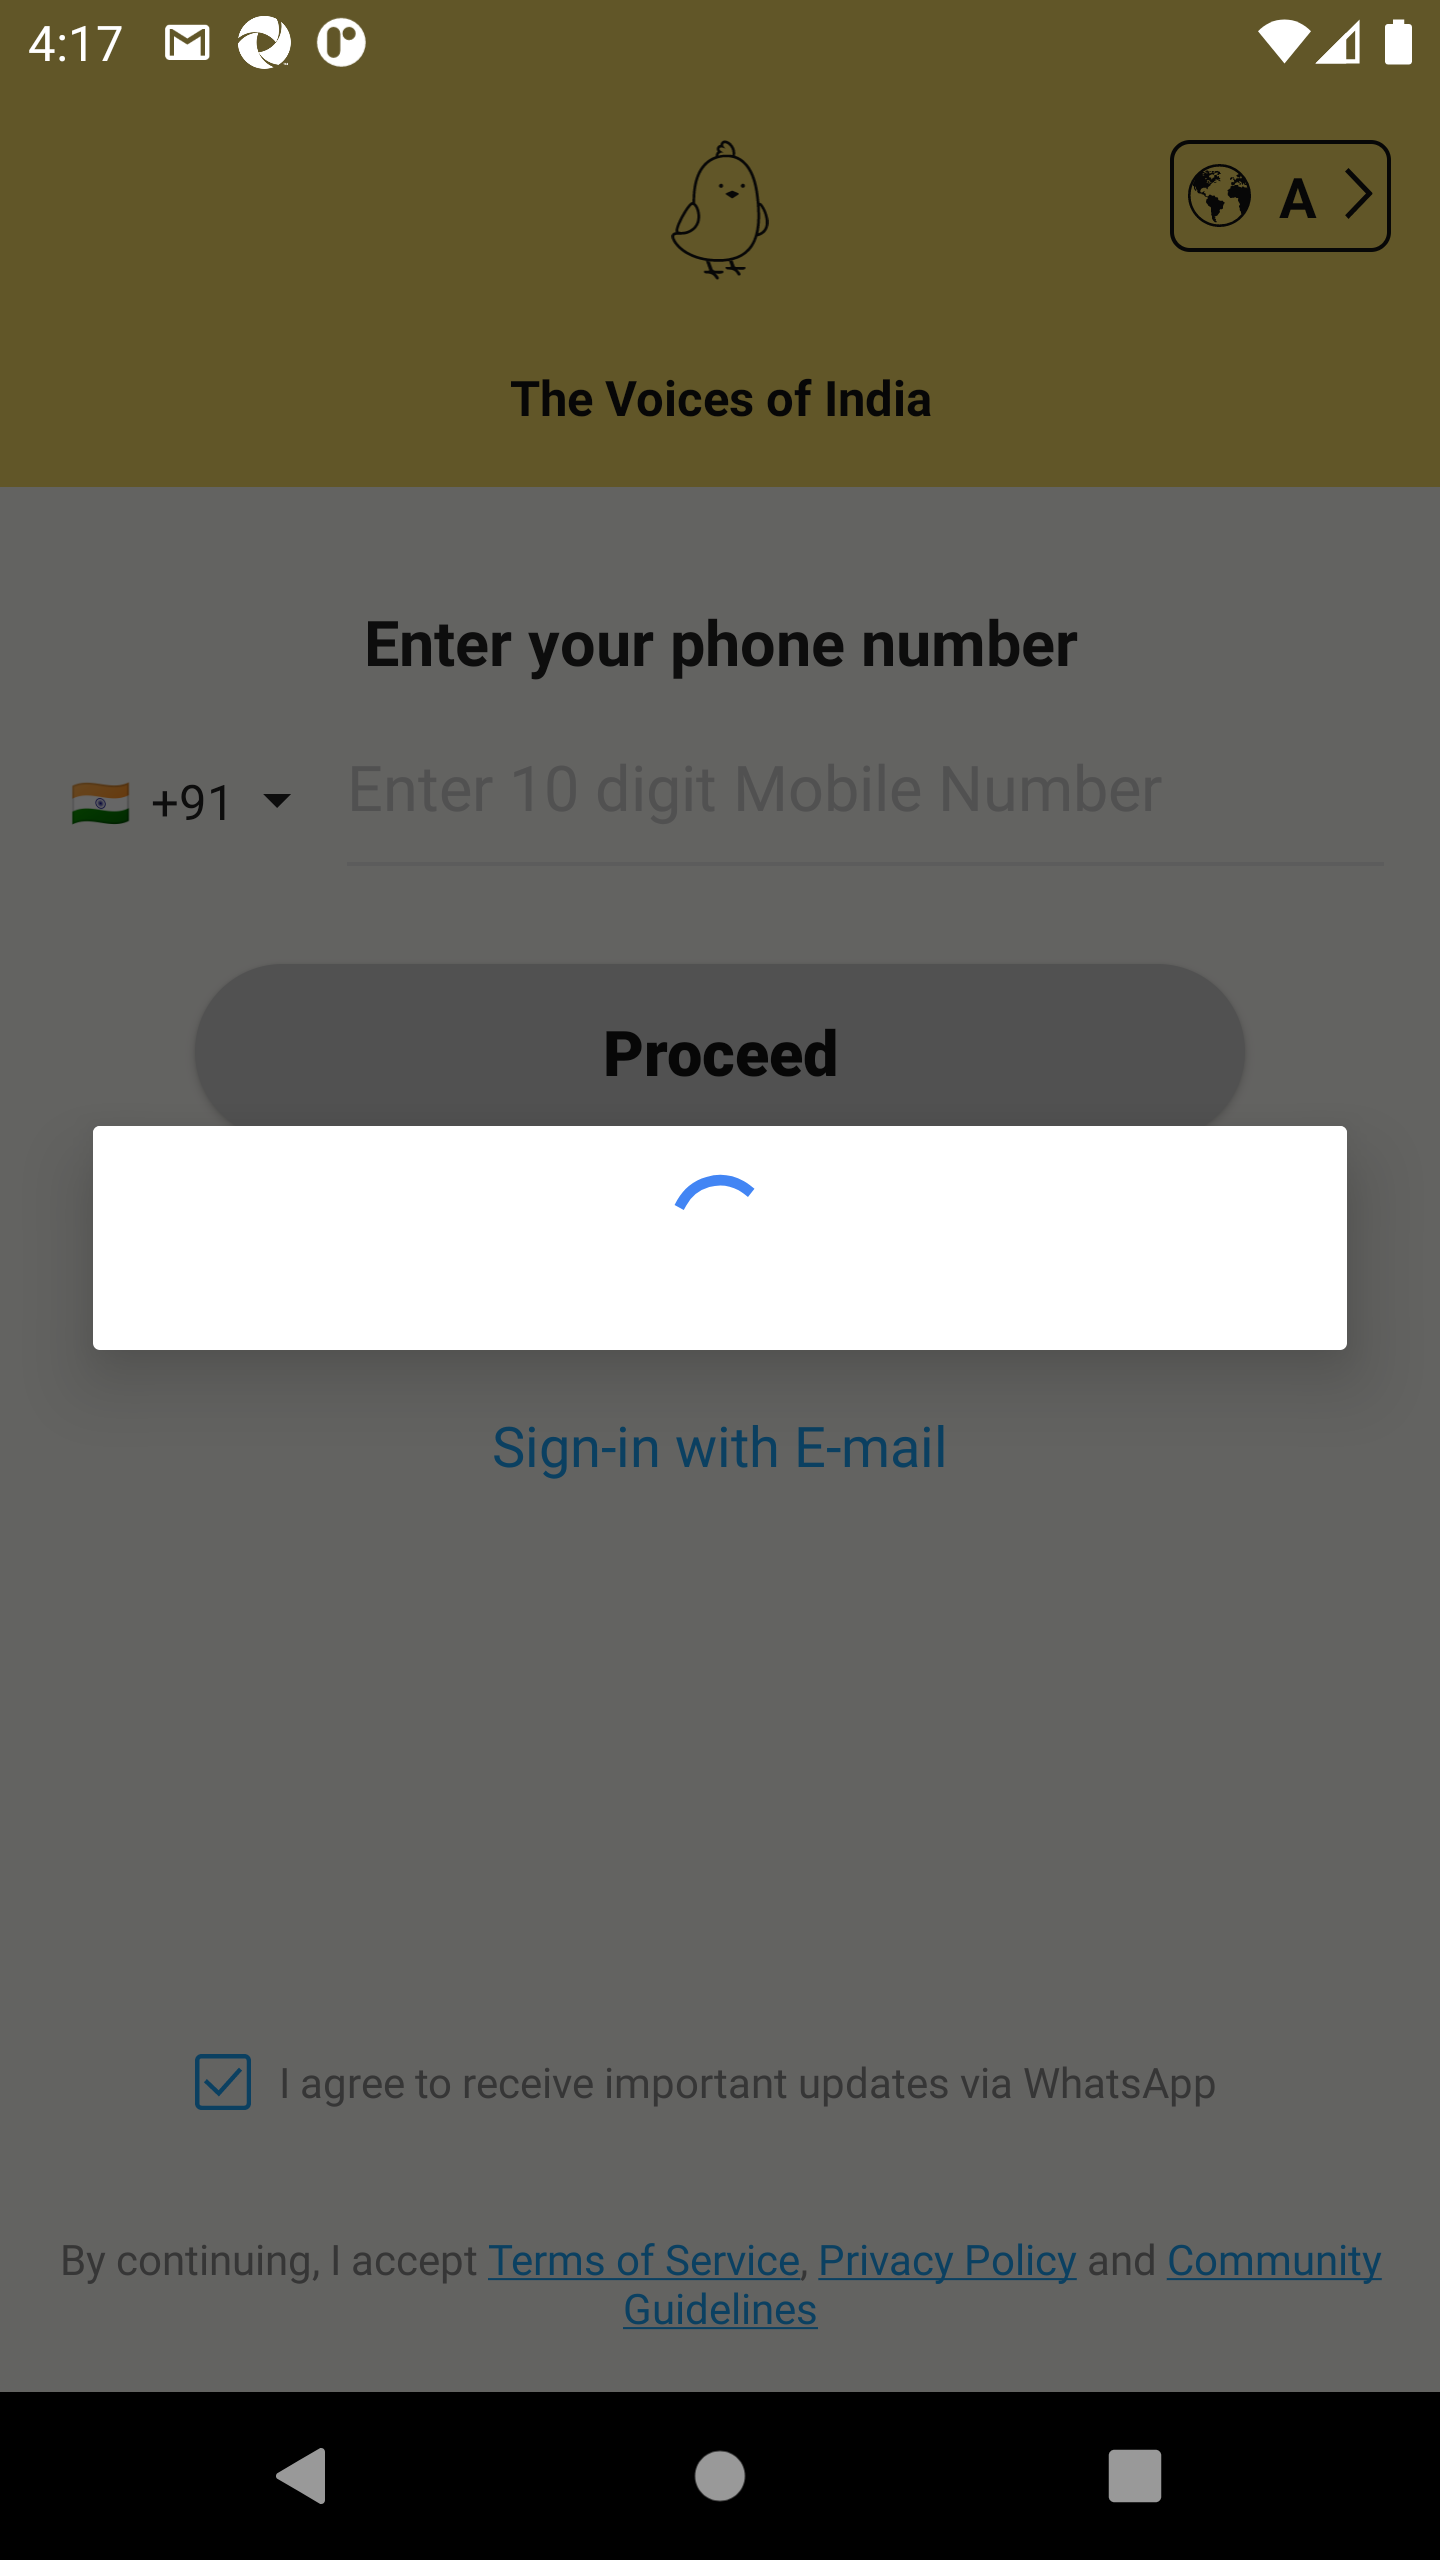 4:17
A
The Voices of India
Enter your phone number
+91
Enter 10 digit Mobile Number
Proceed
Sign-in with E-mail
I agree to receive important updates via WhatsApp
By continuing, I accept Terms of Service, Privacy Policy and Community
Guidelines